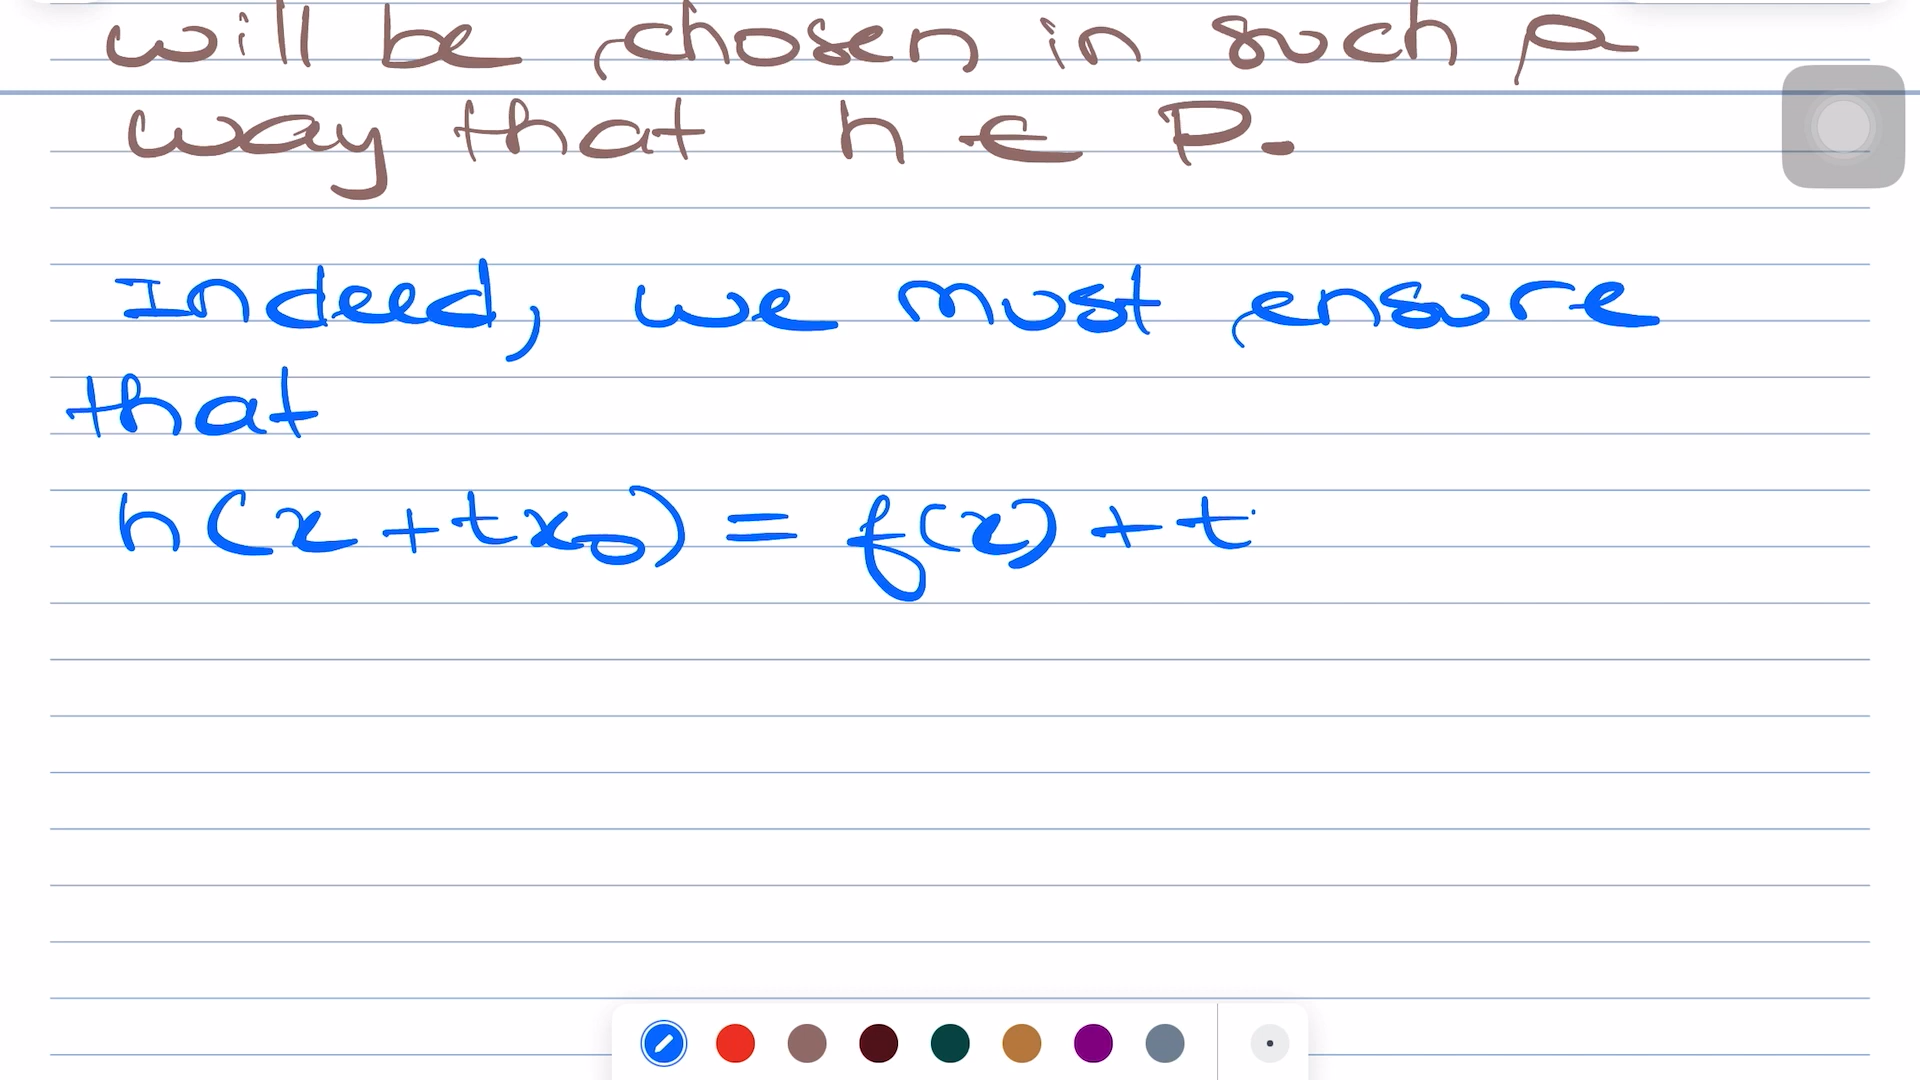 will be chosen in such a
way that h ∈ P.
Indeed, we must ensure
that
h(x + tx₀) = f(x) + t